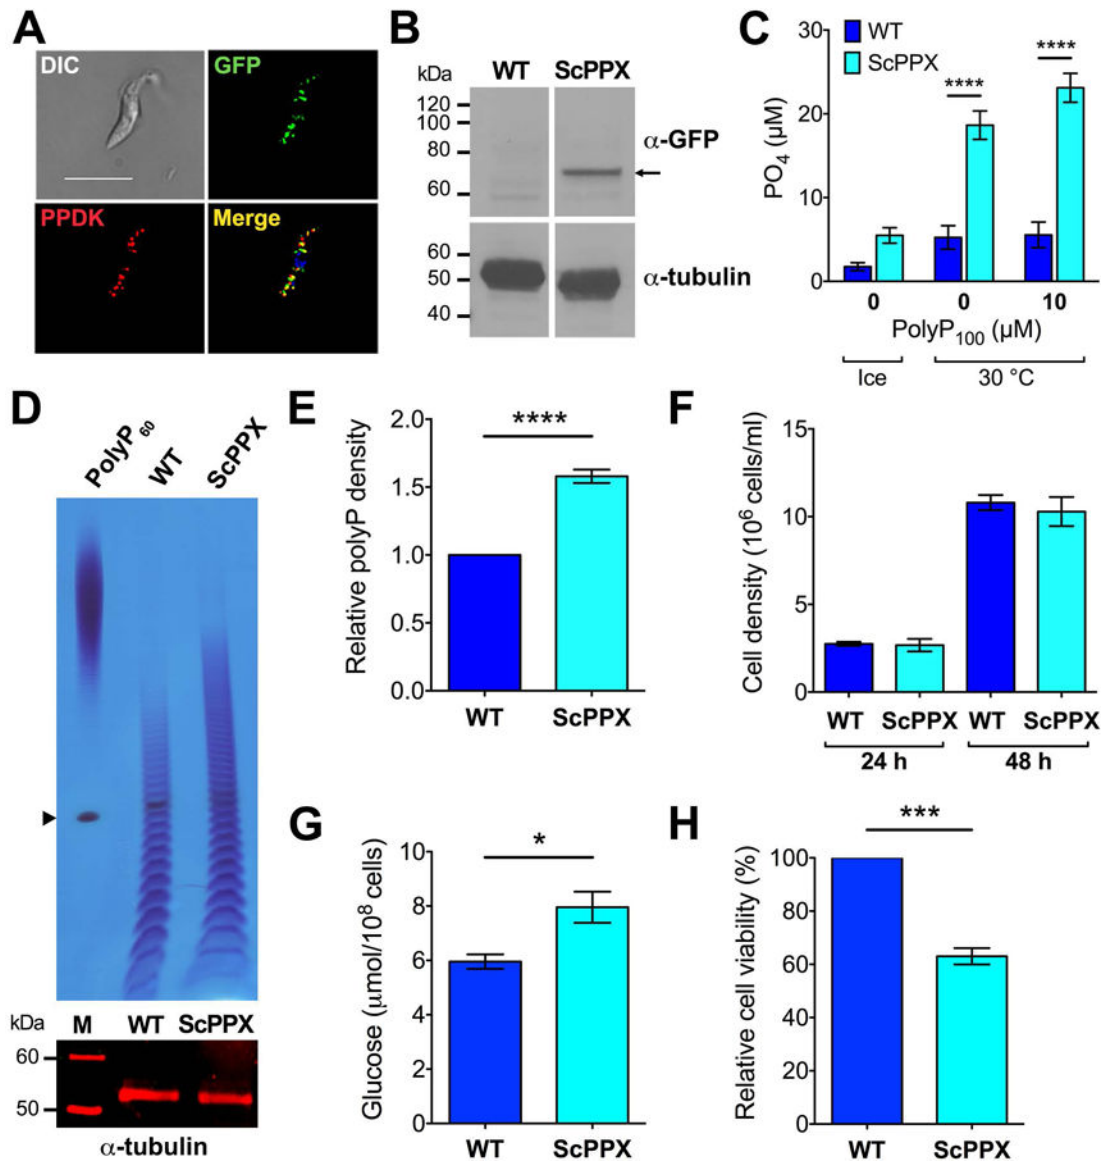 A
DIC
GFP
PPDK
Merge
B
kDa
WT
ScPPX
120
100
80
60
α-GFP
60
50
40
α-tubulin
C
WT
ScPPX
PO4 (µM)
30
20
10
0
****
****
0
0
10
PolyP100 (µM)
Ice
30 °C
D
PolyP60
WT
ScPPX
kDa
M
WT
ScPPX
60
50
α-tubulin
E
Relative polyP density
2.0
1.5
1.0
0.5
0.0
****
WT
ScPPX
F
Cell density (10⁶ cells/ml)
15
10
5
0
WT
ScPPX
WT
ScPPX
24 h
48 h
G
Glucose (µmol/10⁸ cells)
10
8
6
4
2
0
*
WT
ScPPX
H
Relative cell viability (%)
100
80
60
40
20
0
***
WT
ScPPX